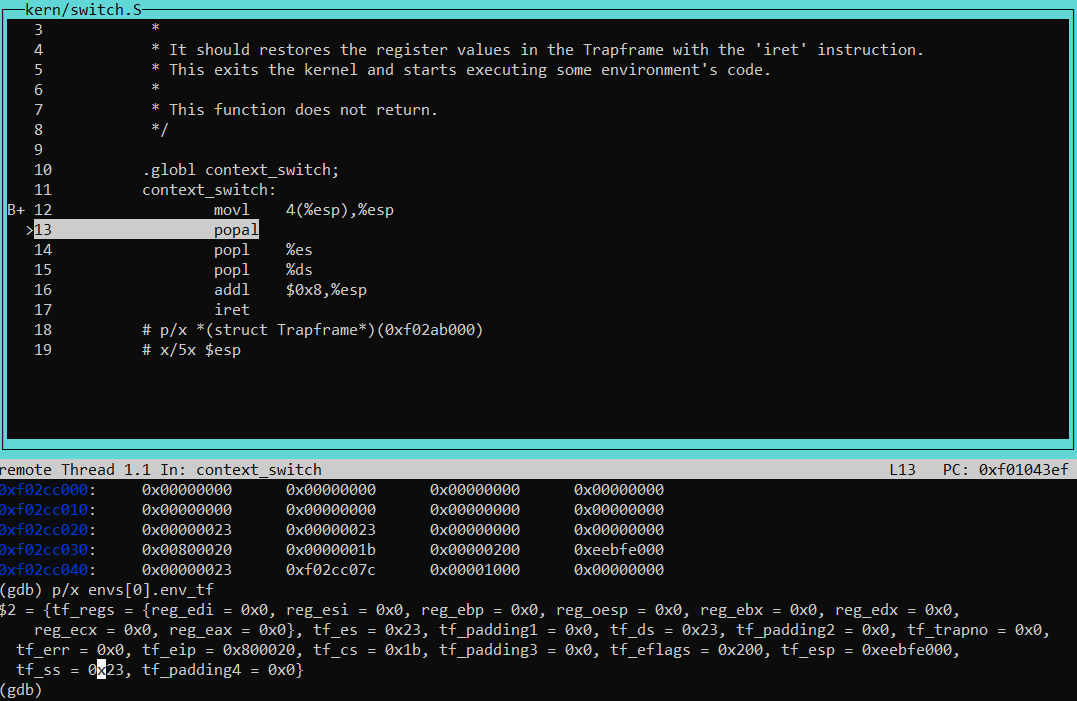 kern/switch.S
3 *
4 * It should restores the register values in the Trapframe with the 'iret' instruction.
5 * This exits the kernel and starts executing some environment's code.
6 *
7 * This function does not return.
8 */
9
10 .globl context_switch;
11 context_switch:
B+ 12 movl 4(%esp),%esp
>13 popal
14 popl %es
15 popl %ds
16 addl $0x8,%esp
17 iret
18 # p/x *(struct Trapframe*)(0xf02ab000)
19 # x/5x $esp
remote Thread 1.1 In: context_switch L13 PC: 0xf01043ef
0xf02cc000: 0x00000000 0x00000000 0x00000000 0x00000000
0xf02cc010: 0x00000000 0x00000000 0x00000000 0x00000000
0xf02cc020: 0x00000023 0x00000023 0x00000000 0x00000000
0xf02cc030: 0x00800020 0x0000001b 0x00000200 0xeebfe000
0xf02cc040: 0x00000023 0xf02cc07c 0x00001000 0x00000000
(gdb) p/x envs[0].env_tf
$2 = {tf_regs = {reg_edi = 0x0, reg_esi = 0x0, reg_ebp = 0x0, reg_oesp = 0x0, reg_ebx = 0x0, reg_edx = 0x0,
reg_ecx = 0x0, reg_eax = 0x0}, tf_es = 0x23, tf_padding1 = 0x0, tf_ds = 0x23, tf_padding2 = 0x0, tf_trapno = 0x0,
tf_err = 0x0, tf_eip = 0x800020, tf_cs = 0x1b, tf_padding3 = 0x0, tf_eflags = 0x200, tf_esp = 0xeebfe000,
tf_ss = 0x23, tf_padding4 = 0x0}
(gdb)